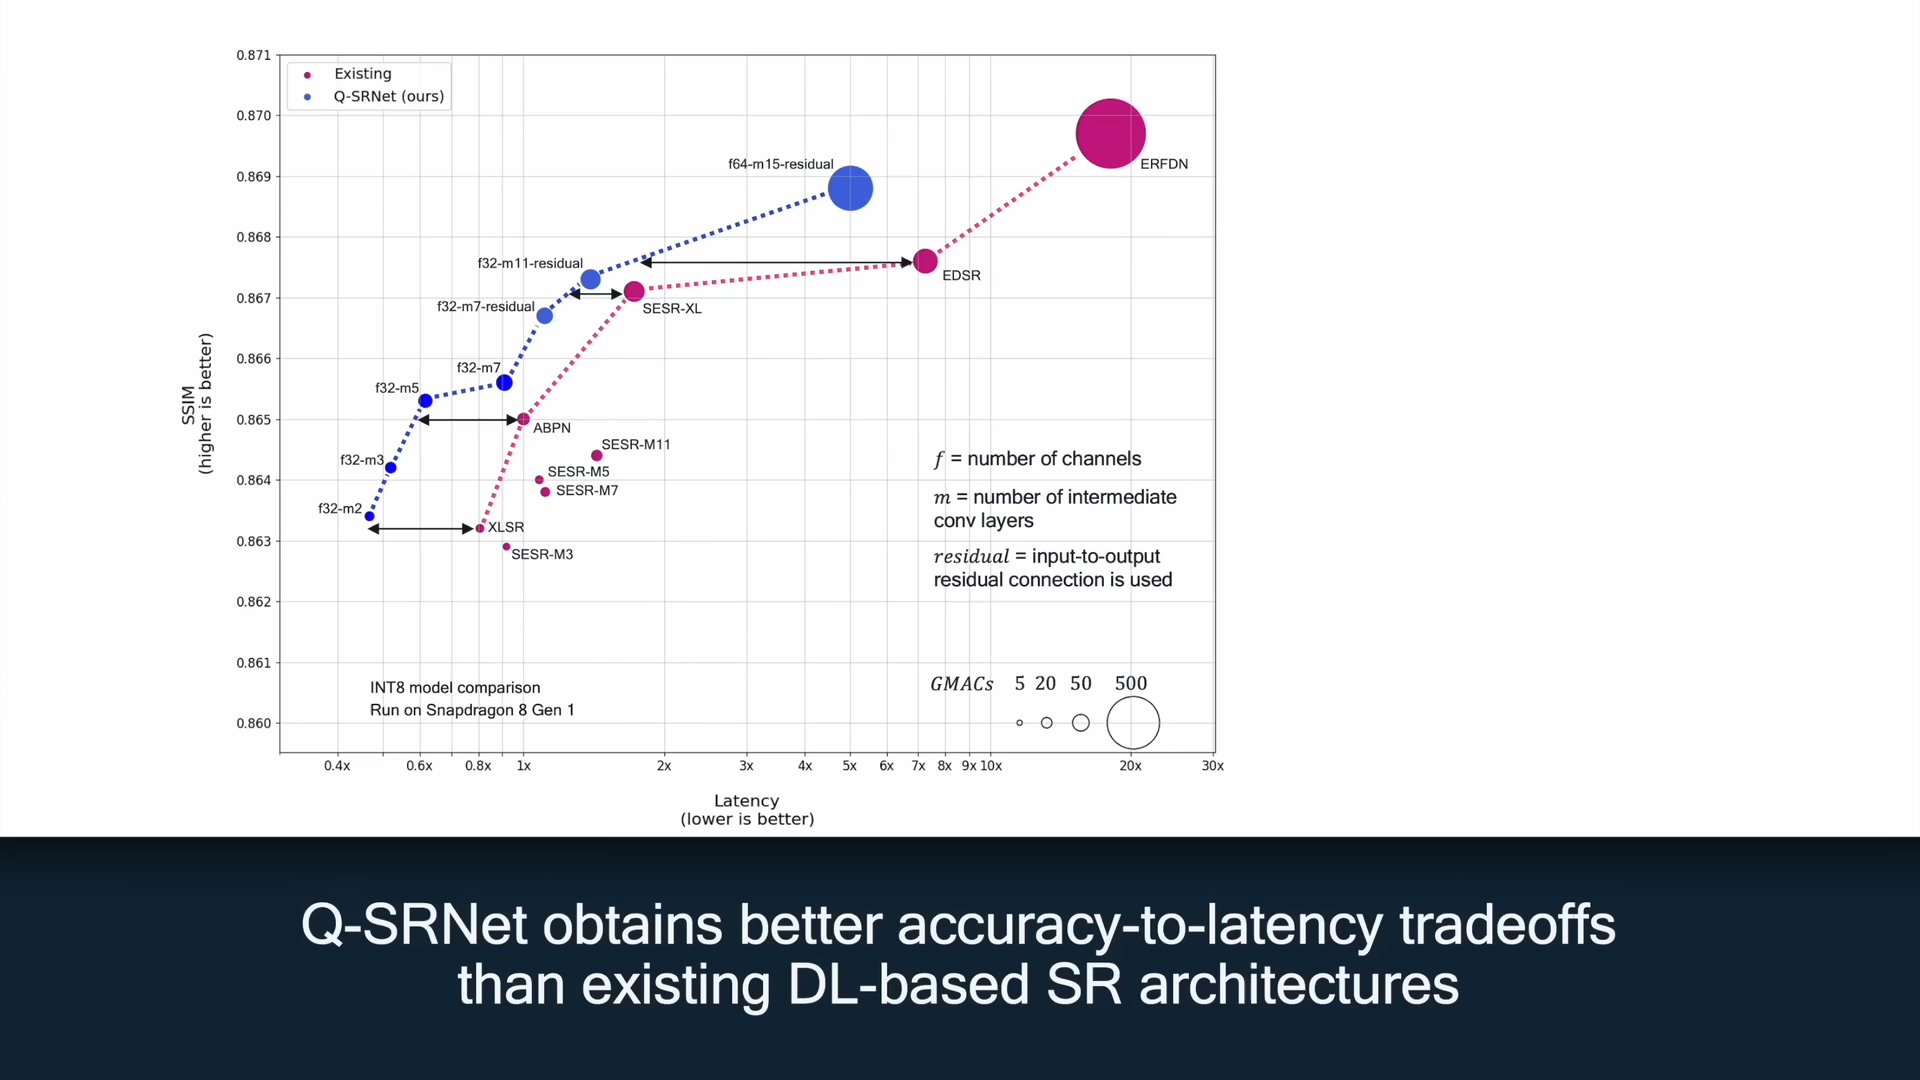 0.871
0.870
0.869
0.868
0.867
0.866
0.865
0.864
0.863
0.862
0.861
0.860
SSIM
(higher is better)
Existing
Q-SRNet (ours)
f64-m15-residual
ERFDN
f32-m11-residual
EDSR
f32-m7-residual
SESR-XL
f32-m7
f32-m5
ABPN
SESR-M11
f32-m3
SESR-M5
SESR-M7
f32-m2
XLSR
SESR-M3
f = number of channels
m = number of intermediate
conv layers
residual = input-to-output
residual connection is used
INT8 model comparison
Run on Snapdragon 8 Gen 1
GMACs 5 20 50 500
0.4x 0.6x 0.8x 1x 2x 3x 4x 5x 6x 7x 8x 9x 10x 20x 30x
Latency
(lower is better)
Q-SRNet obtains better accuracy-to-latency tradeoffs
than existing DL-based SR architectures